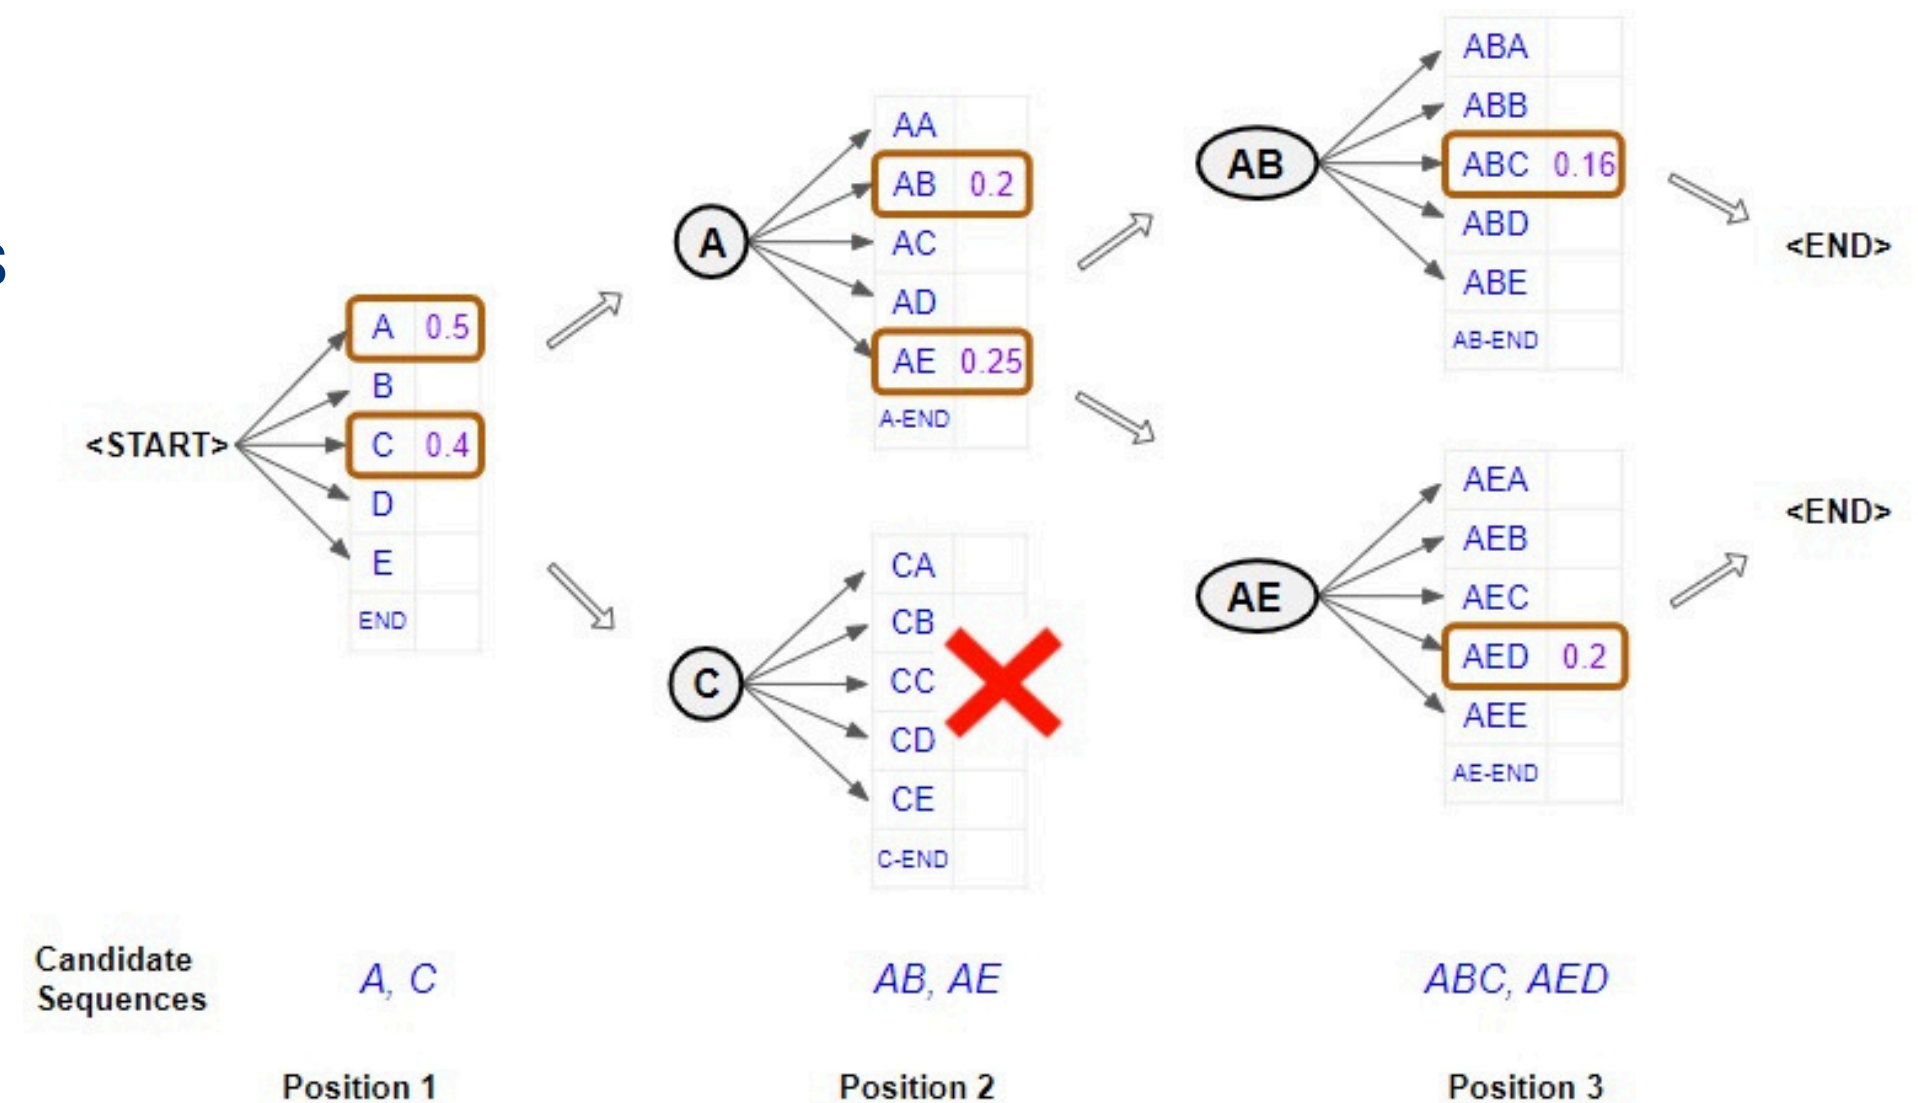 s
<START>
A 0.5
B
C 0.4
D
E
END
A
AA
AB 0.2
AC
AD
AE 0.25
A-END
C
CA
CB
CC
CD
CE
C-END
AB
ABA
ABB
ABC 0.16
ABD
ABE
AB-END
<END>
AE
AEA
AEB
AEC
AED 0.2
AEE
AE-END
<END>
Candidate
Sequences
A, C
AB, AE
ABC, AED
Position 1
Position 2
Position 3